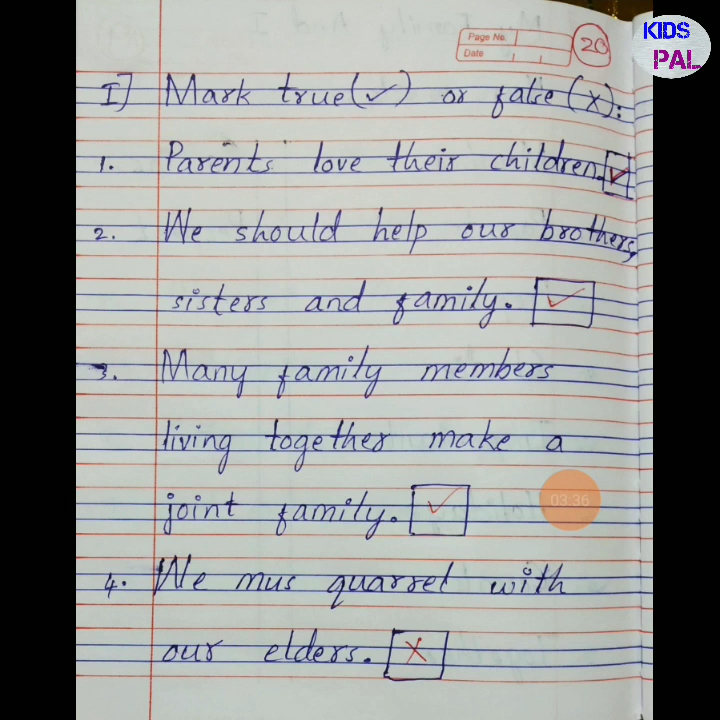 KIDS
PAL
Page No.
Date
20
I] Mark true(✓) or false (x):
1. Parents love their children. ✓
2. We should help our brothers,
sisters and family. ✓
3. Many family members
living together make a
joint family. ✓
03:36
4. We mus quarrel with
our elders. X